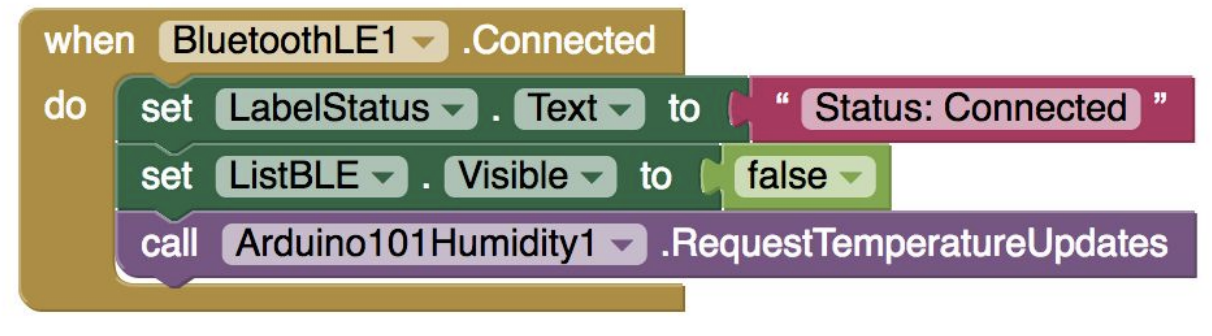 when BluetoothLE1 .Connected
do set LabelStatus . Text to “ Status: Connected ”
set ListBLE . Visible to false
call Arduino101Humidity1 .RequestTemperatureUpdates